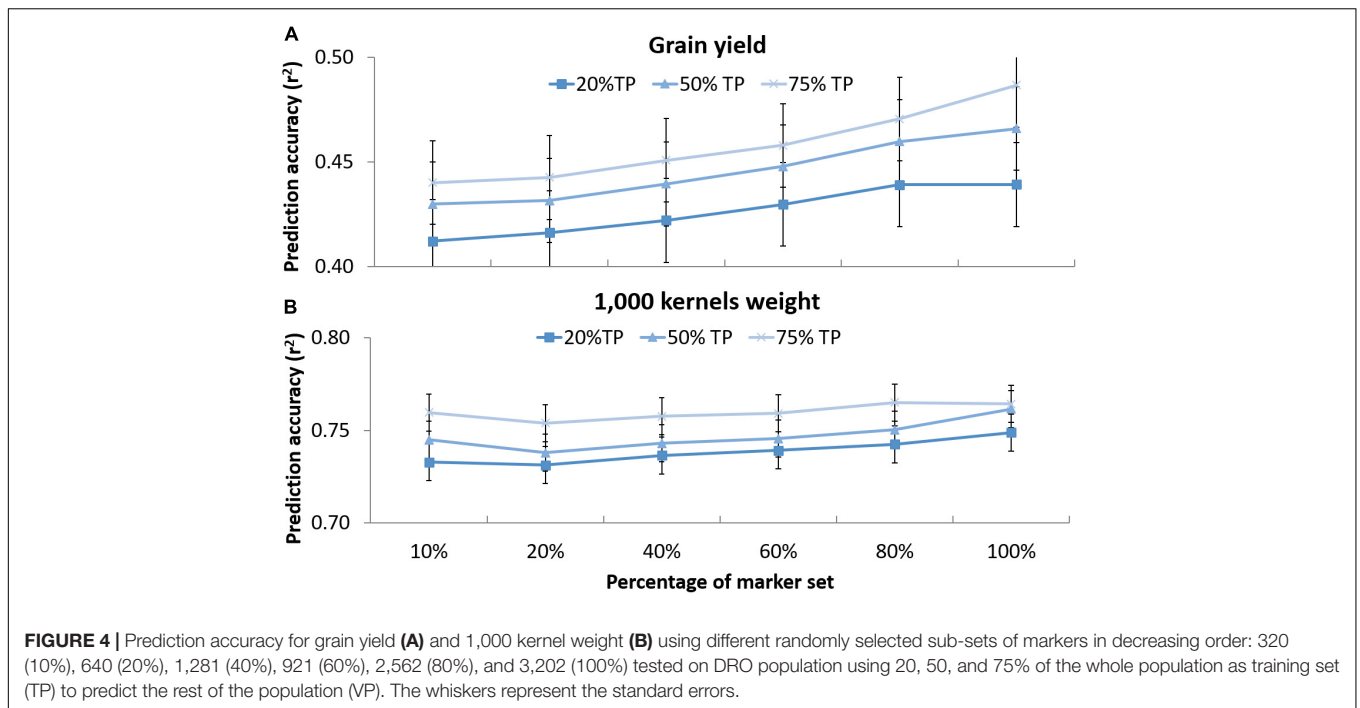 A
Grain yield
20%TP 50% TP 75% TP
Prediction accuracy (r²)
0.50
0.45
0.40
B
1,000 kernels weight
20%TP 50% TP 75% TP
Prediction accuracy (r²)
0.80
0.75
0.70
10% 20% 40% 60% 80% 100%
Percentage of marker set
FIGURE 4 | Prediction accuracy for grain yield (A) and 1,000 kernel weight (B) using different randomly selected sub-sets of markers in decreasing order: 320
(10%), 640 (20%), 1,281 (40%), 921 (60%), 2,562 (80%), and 3,202 (100%) tested on DRO population using 20, 50, and 75% of the whole population as training set
(TP) to predict the rest of the population (VP). The whiskers represent the standard errors.